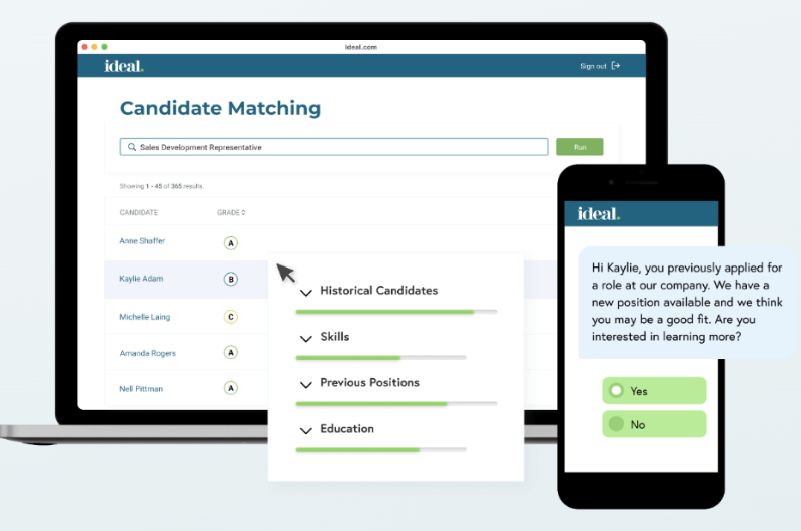 ideal.com
ideal.
Sign out
Candidate Matching
Sales Development Representative
Run
Showing 1 - 45 of 365 results.
CANDIDATE GRADE
Anne Shaffer A
Kaylie Adam B
Michelle Laing C
Amanda Rogers A
Nell Pittman A
Historical Candidates
Skills
Previous Positions
Education
ideal.
Hi Kaylie, you previously applied for
a role at our company. We have a
new position available and we think
you may be a good fit. Are you
interested in learning more?
Yes
No